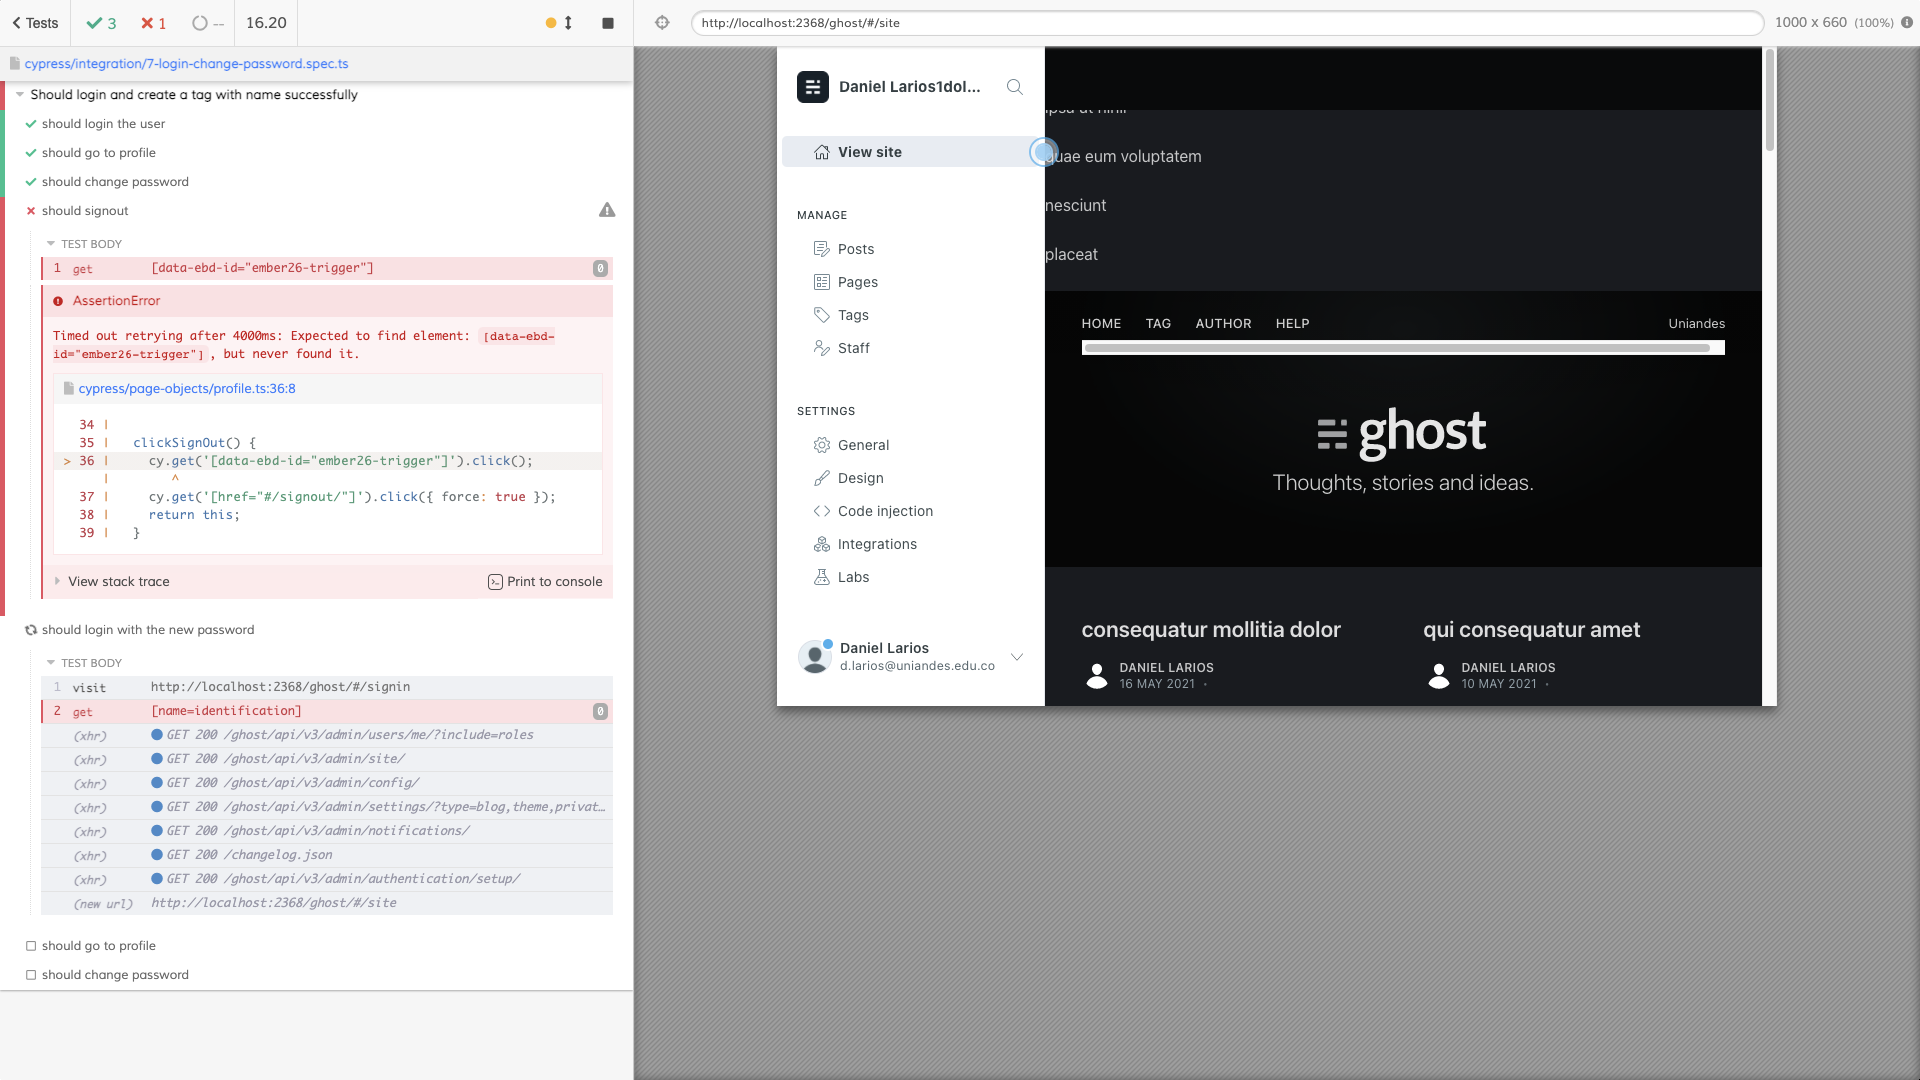 Tests
3
1
--
16.20
http://localhost:2368/ghost/#/site
1000 x 660 (100%)
cypress/integration/7-login-change-password.spec.ts
Should login and create a tag with name successfully
should login the user
should go to profile
should change password
should signout
TEST BODY
1 get [data-ebd-id="ember26-trigger"] 0
AssertionError
Timed out retrying after 4000ms: Expected to find element: [data-ebd-
id="ember26-trigger"], but never found it.
cypress/page-objects/profile.ts:36:8
34 |
35 | clickSignOut() {
> 36 | cy.get('[data-ebd-id="ember26-trigger"]').click();
| ^
37 | cy.get('[href="#/signout/"]').click({ force: true });
38 | return this;
39 | }
View stack trace
Print to console
should login with the new password
TEST BODY
1 visit http://localhost:2368/ghost/#/signin
2 get [name=identification] 0
(xhr) GET 200 /ghost/api/v3/admin/users/me/?include=roles
(xhr) GET 200 /ghost/api/v3/admin/site/
(xhr) GET 200 /ghost/api/v3/admin/config/
(xhr) GET 200 /ghost/api/v3/admin/settings/?type=blog,theme,privat…
(xhr) GET 200 /ghost/api/v3/admin/notifications/
(xhr) GET 200 /changelog.json
(xhr) GET 200 /ghost/api/v3/admin/authentication/setup/
(new url) http://localhost:2368/ghost/#/site
should go to profile
should change password
Daniel Larios1dol...
View site
MANAGE
Posts
Pages
Tags
Staff
SETTINGS
General
Design
Code injection
Integrations
Labs
Daniel Larios
d.larios@uniandes.edu.co
quae eum voluptatem
nesciunt
placeat
HOME TAG AUTHOR HELP Uniandes
ghost
Thoughts, stories and ideas.
consequatur mollitia dolor
DANIEL LARIOS
16 MAY 2021 •
qui consequatur amet
DANIEL LARIOS
10 MAY 2021 •